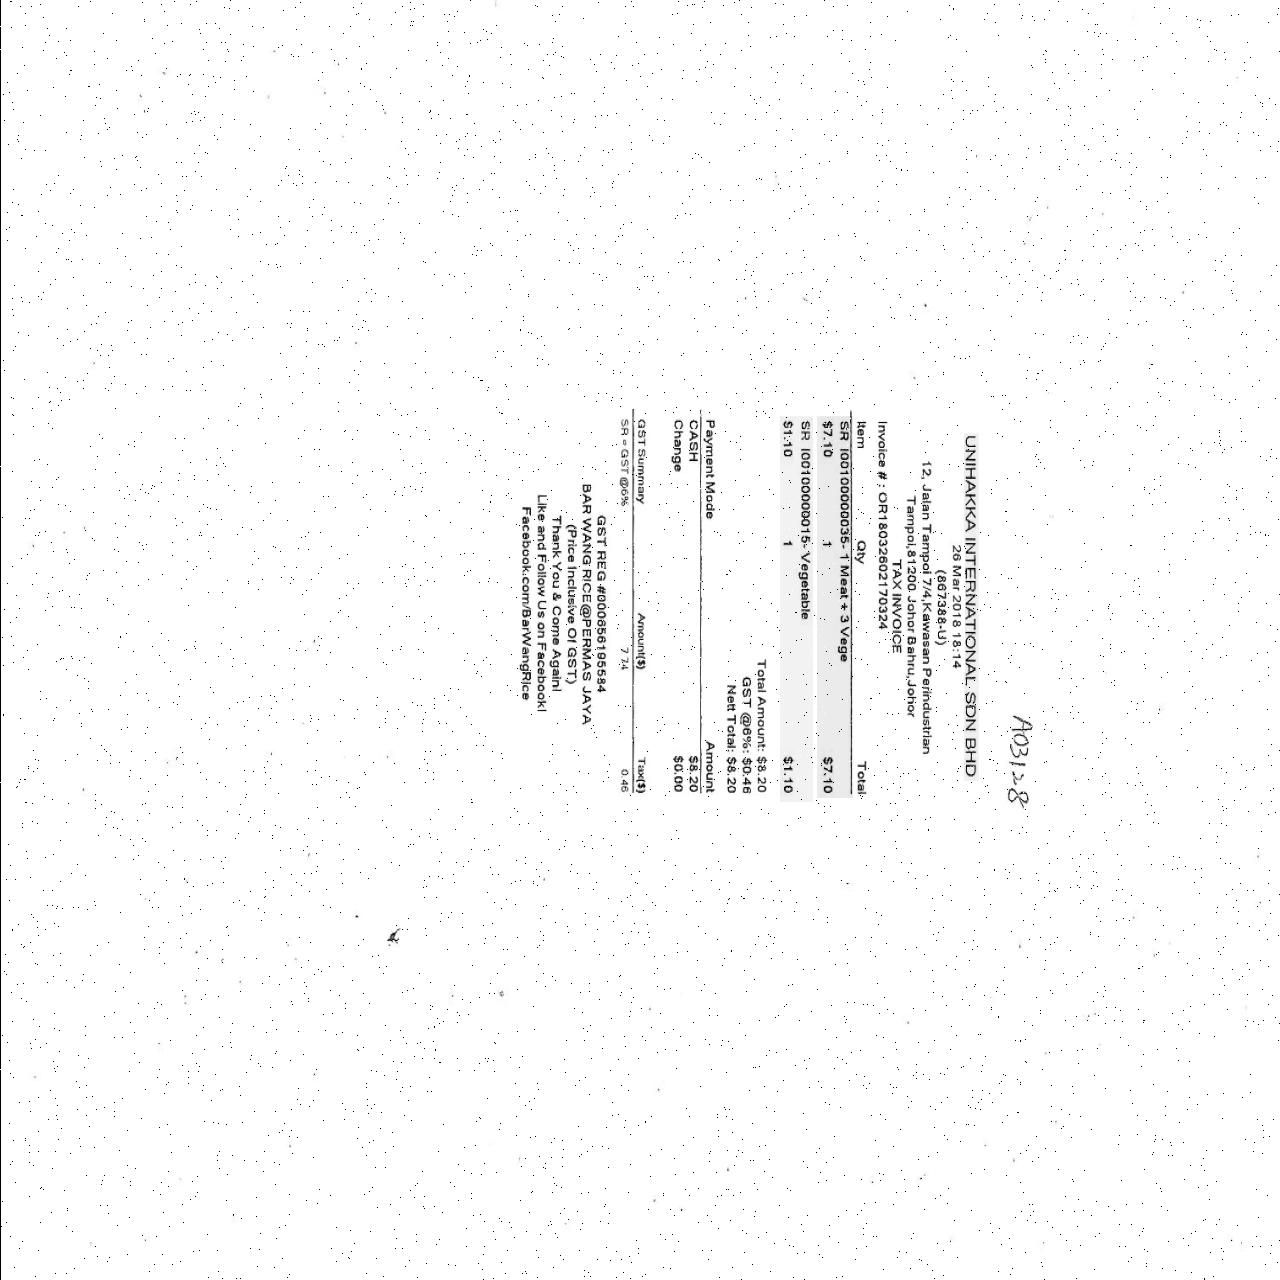 A03128
UNIHAKKA INTERNATIONAL SDN BHD
26 Mar 2018 18:14
(867388-U)
12, Jalan Tampoi 7/4,Kawasan Perindustrian
Tampoi,81200 Johor Bahru,Johor
TAX INVOICE
Invoice # : OR18032602170324
Item Qty Total
SR I00100000035- 1 Meat + 3 Vege
$7.10 1 $7.10
SR I00100000015- Vegetable
$1.10 1 $1.10
Total Amount: $8.20
GST @6%: $0.46
Nett Total: $8.20
Payment Mode Amount
CASH $8.20
Change $0.00
GST Summary Amount($) Tax($)
SR = GST @6% 7.74 0.46
GST REG #000656195584
BAR WANG RICE@PERMAS JAYA
(Price Inclusive Of GST)
Thank You & Come Again!
Like and Follow Us on Facebook!
Facebook.com/BarWangRice